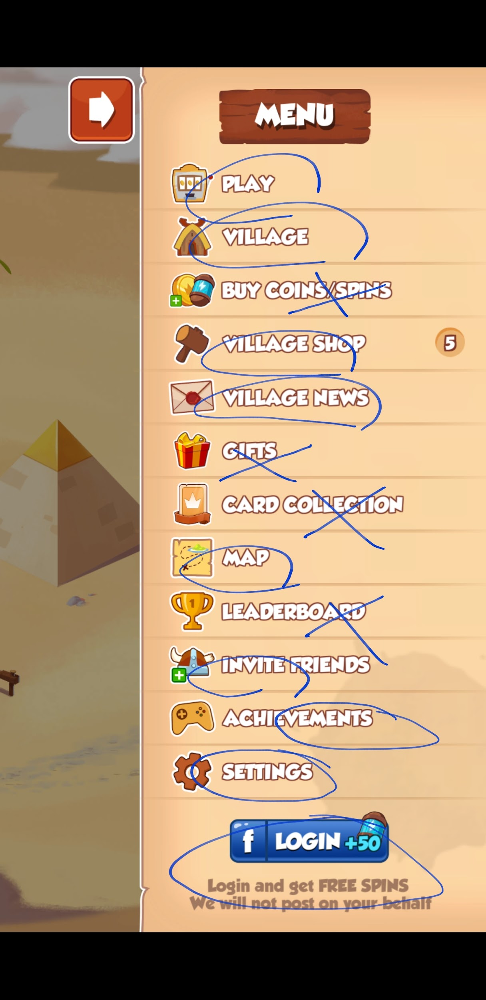 MENU
PLAY
VILLAGE
BUY COINS/SPINS
VILLAGE SHOP 5
VILLAGE NEWS
GIFTS
CARD COLLECTION
MAP
1
LEADERBOARD
INVITE FRIENDS
ACHIEVEMENTS
SETTINGS
f LOGIN +50
Login and get FREE SPINS
We will not post on your behalf